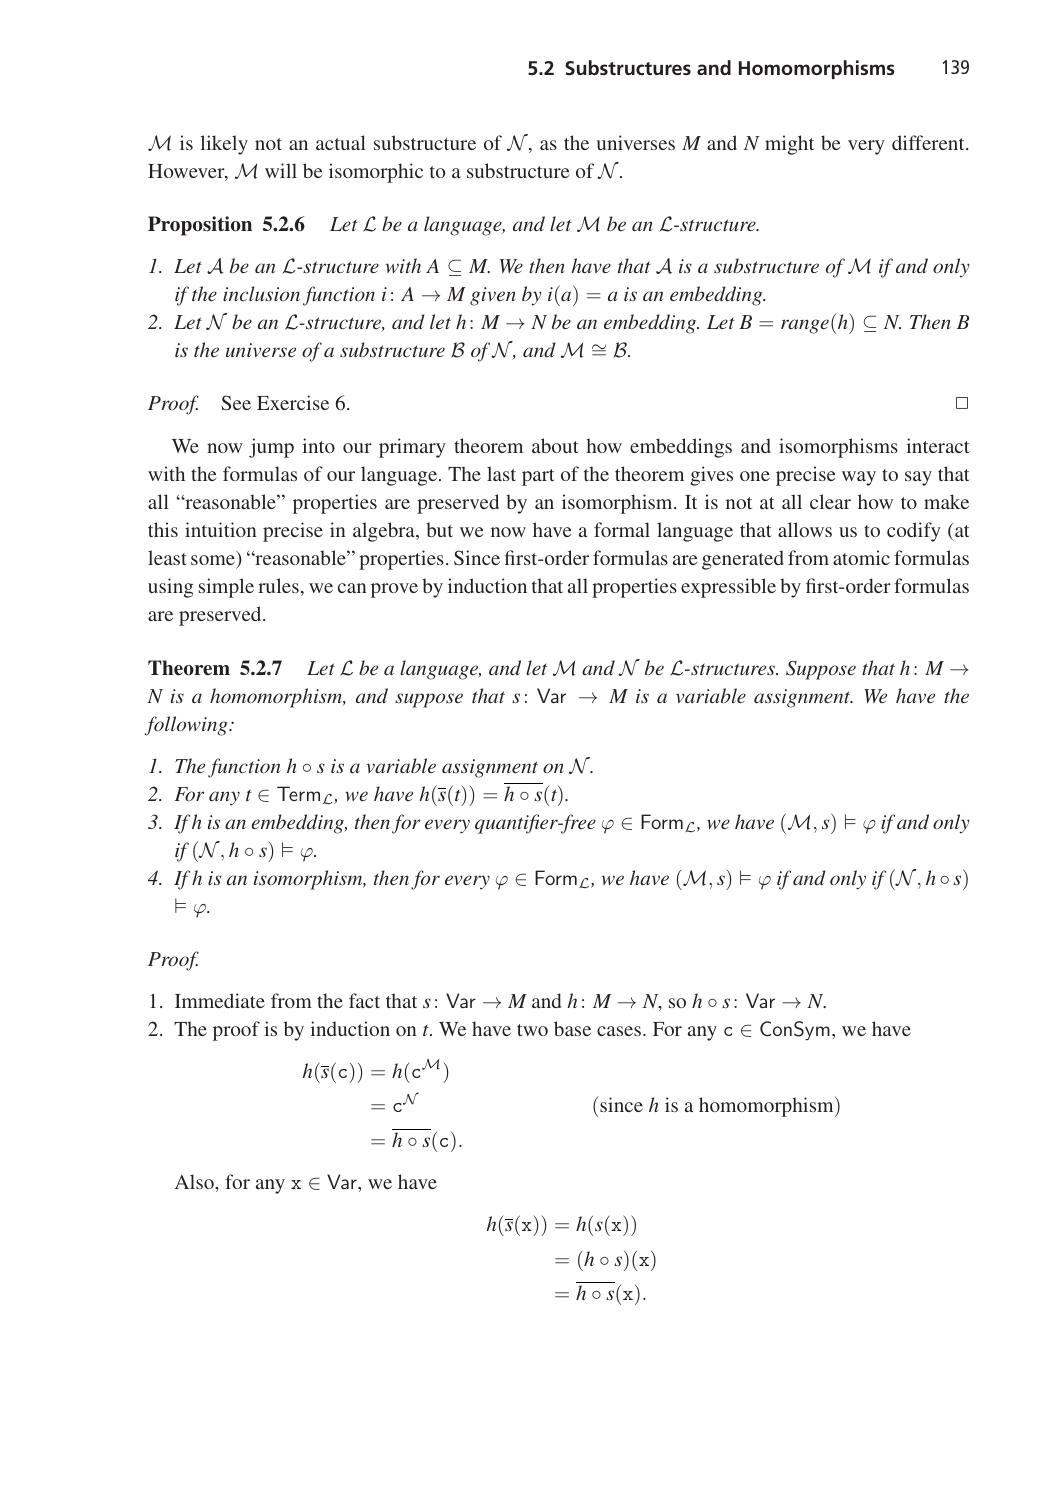 5.2 Substructures and Homomorphisms 139
ℳ is likely not an actual substructure of 𝒩, as the universes M and N might be very different.
However, ℳ will be isomorphic to a substructure of 𝒩.
Proposition 5.2.6 Let ℒ be a language, and let ℳ be an ℒ-structure.
1. Let 𝒜 be an ℒ-structure with A ⊆ M. We then have that 𝒜 is a substructure of ℳ if and only
if the inclusion function i: A → M given by i(a) = a is an embedding.
2. Let 𝒩 be an ℒ-structure, and let h: M → N be an embedding. Let B = range(h) ⊆ N. Then B
is the universe of a substructure ℬ of 𝒩, and ℳ ≅ ℬ.
Proof. See Exercise 6. □
We now jump into our primary theorem about how embeddings and isomorphisms interact
with the formulas of our language. The last part of the theorem gives one precise way to say that
all “reasonable” properties are preserved by an isomorphism. It is not at all clear how to make
this intuition precise in algebra, but we now have a formal language that allows us to codify (at
least some) “reasonable” properties. Since first-order formulas are generated from atomic formulas
using simple rules, we can prove by induction that all properties expressible by first-order formulas
are preserved.
Theorem 5.2.7 Let ℒ be a language, and let ℳ and 𝒩 be ℒ-structures. Suppose that h: M →
N is a homomorphism, and suppose that s: Var → M is a variable assignment. We have the
following:
1. The function h ∘ s is a variable assignment on 𝒩.
2. For any t ∈ Term_ℒ, we have h(s̅(t)) = \overline{h ∘ s}(t).
3. If h is an embedding, then for every quantifier-free φ ∈ Form_ℒ, we have (ℳ, s) ⊨ φ if and only
if (𝒩, h ∘ s) ⊨ φ.
4. If h is an isomorphism, then for every φ ∈ Form_ℒ, we have (ℳ, s) ⊨ φ if and only if (𝒩, h ∘ s)
⊨ φ.
Proof.
1. Immediate from the fact that s: Var → M and h: M → N, so h ∘ s: Var → N.
2. The proof is by induction on t. We have two base cases. For any c ∈ ConSym, we have
h(s̅(c)) = h(c^ℳ)
= c^𝒩 (since h is a homomorphism)
= \overline{h ∘ s}(c).
Also, for any x ∈ Var, we have
h(s̅(x)) = h(s(x))
= (h ∘ s)(x)
= \overline{h ∘ s}(x).